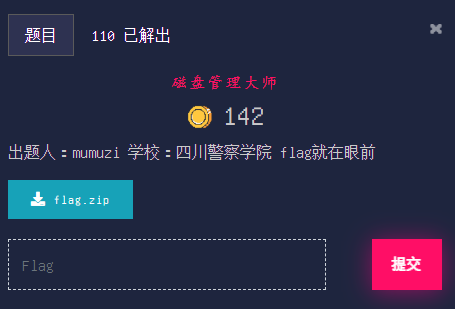 题目 110 已解出 ×
磁盘管理大师
142
出题人：mumuzi 学校：四川警察学院 flag就在眼前
flag.zip
Flag 提交